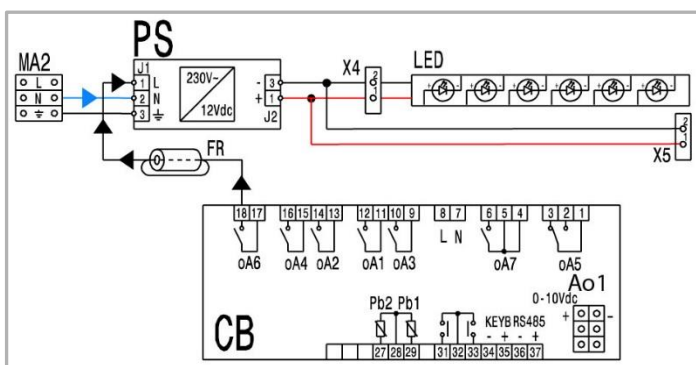 PS
MA2
J1
L
N
1 L
2 N
3
230V~
12Vdc
- 3
+ 1
J2
X4
2
1
LED
2
1
X5
FR
18 17 16 15 14 13 12 11 10 9 8 7 6 5 4 3 2 1
L N
oA6 oA4 oA2 oA1 oA3 oA7 oA5
Ao1
0-10Vdc
+ -
Pb2 Pb1
KEYB RS485
- + - +
CB
27 28 29 31 32 33 34 35 36 37